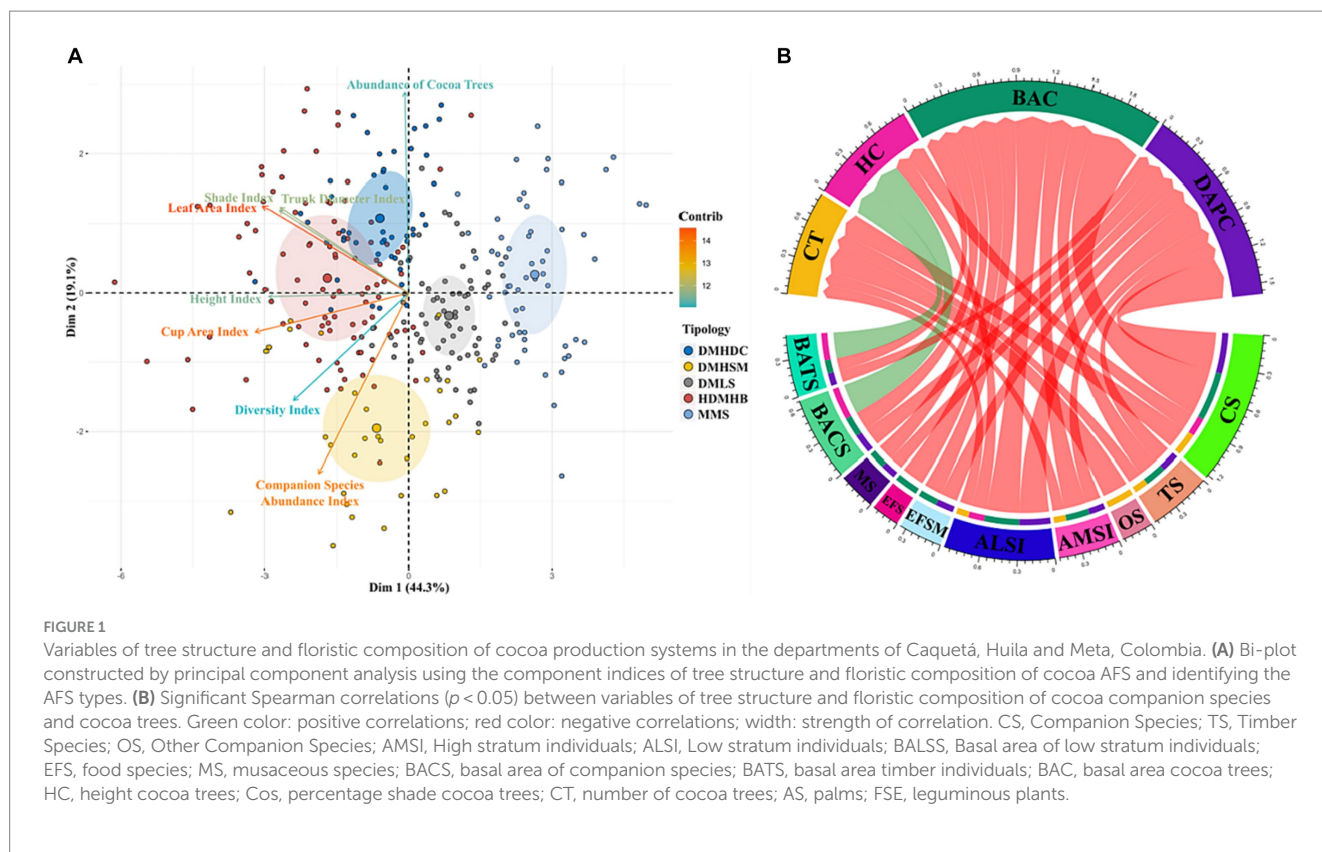 A
B
Abundance of Cocoa Trees
Shade Index
Trunk Diameter Index
Leaf Area Index
Height Index
Cup Area Index
Diversity Index
Companion Species
Abundance Index
2
0
-2
-6
-3
0
3
Dim 1 (44.3%)
Dim 2 (19.1%)
Contrib
14
13
12
Tipology
DMHDC
DMHSM
DMLS
HDMHB
MMS
BAC
HC
DAPC
CT
BATS
CS
BACS
TS
MS
EFS
EFSM
ALSI
AMSI
OS
FIGURE 1
Variables of tree structure and floristic composition of cocoa production systems in the departments of Caquetá, Huila and Meta, Colombia. (A) Bi-plot
constructed by principal component analysis using the component indices of tree structure and floristic composition of cocoa AFS and identifying the
AFS types. (B) Significant Spearman correlations (p < 0.05) between variables of tree structure and floristic composition of cocoa companion species
and cocoa trees. Green color: positive correlations; red color: negative correlations; width: strength of correlation. CS, Companion Species; TS, Timber
Species; OS, Other Companion Species; AMSI, High stratum individuals; ALSI, Low stratum individuals; BALSS, Basal area of low stratum individuals;
EFS, food species; MS, musaceous species; BACS, basal area of companion species; BATS, basal area timber individuals; BAC, basal area cocoa trees;
HC, height cocoa trees; Cos, percentage shade cocoa trees; CT, number of cocoa trees; AS, palms; FSE, leguminous plants.